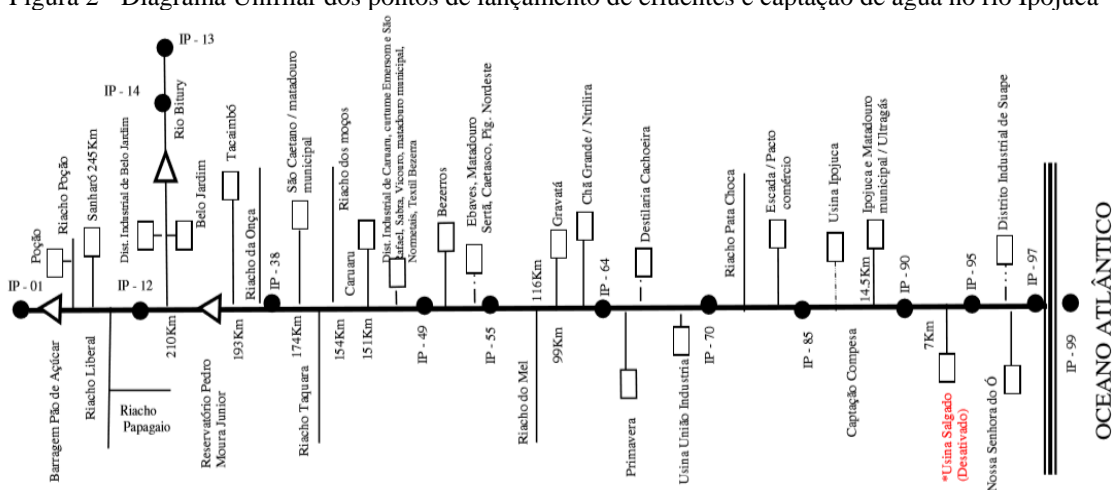 Figura 2 - Diagrama Unifilar dos pontos de lançamento de efluentes e captação de água no rio Ipojuca
IP - 01
Barragem Pão de Açúcar
Poção
Riacho Poção
Sanharó 245Km
Riacho Liberal
Riacho
Papagaio
IP - 12
IP - 13
IP - 14
Rio Bitury
Dist. Industrial de Belo Jardim
Belo Jardim
210Km
Reservatório Pedro
Moura Junior
Tacaimbó
193Km
Riacho da Onça
IP - 38
São Caetano / matadouro
municipal
174Km
Riacho Taquara
Riacho dos moços
154Km
Caruaru
151Km
Dist. Industrial de Caruaru, curtume Emersom e São
Rafael, Sabra, Vicouro, matadouro municipal,
Normetais, Textil Bezerra
IP - 49
Bezerros
Ebaves, Matadouro
Sertã, Caetasco, Pig. Nordeste
IP - 55
Riacho do Mel
116Km
Gravatá
99Km
Chã Grande / Nitrilira
IP - 64
Primavera
Destilaria Cachoeira
Usina União Industria
IP - 70
Riacho Pata Choca
Escada / Pacto
comércio
IP - 85
Usina Ipojuca
Captação Compesa
Ipojuca e Matadouro
municipal / Ultragás
14.5Km
IP - 90
7Km
*Usina Salgado
(Desativado)
IP - 95
Distrito Industrial de Suape
Nossa Senhora do Ó
IP - 97
IP - 99
OCEANO ATLÂNTICO